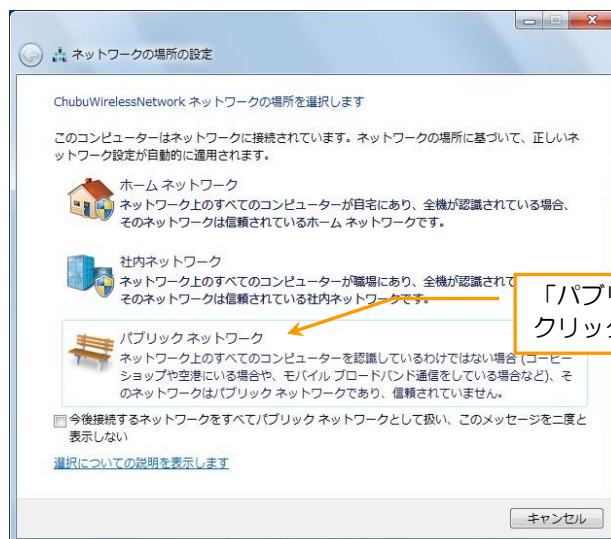 ネットワークの場所の設定
ChubuWirelessNetwork ネットワークの場所を選択します
このコンピューターはネットワークに接続されています。ネットワークの場所に基づいて、正しいネ
ットワーク設定が自動的に適用されます。
ホーム ネットワーク
ネットワーク上のすべてのコンピューターが自宅にあり、全機が認識されている場合、
そのネットワークは信頼されているホーム ネットワークです。
社内ネットワーク
ネットワーク上のすべてのコンピューターが職場にあり、全機が認識されて
そのネットワークは信頼されている社内ネットワークです。
「パブリ
クリック
パブリック ネットワーク
ネットワーク上のすべてのコンピューターを認識しているわけではない場合 (コーヒー
ショップや空港にいる場合や、モバイル ブロードバンド通信をしている場合など)、そ
のネットワークはパブリック ネットワークであり、信頼されていません。
今後接続するネットワークをすべてパブリック ネットワークとして扱い、このメッセージを二度と
表示しない
選択についての説明を表示します
キャンセル